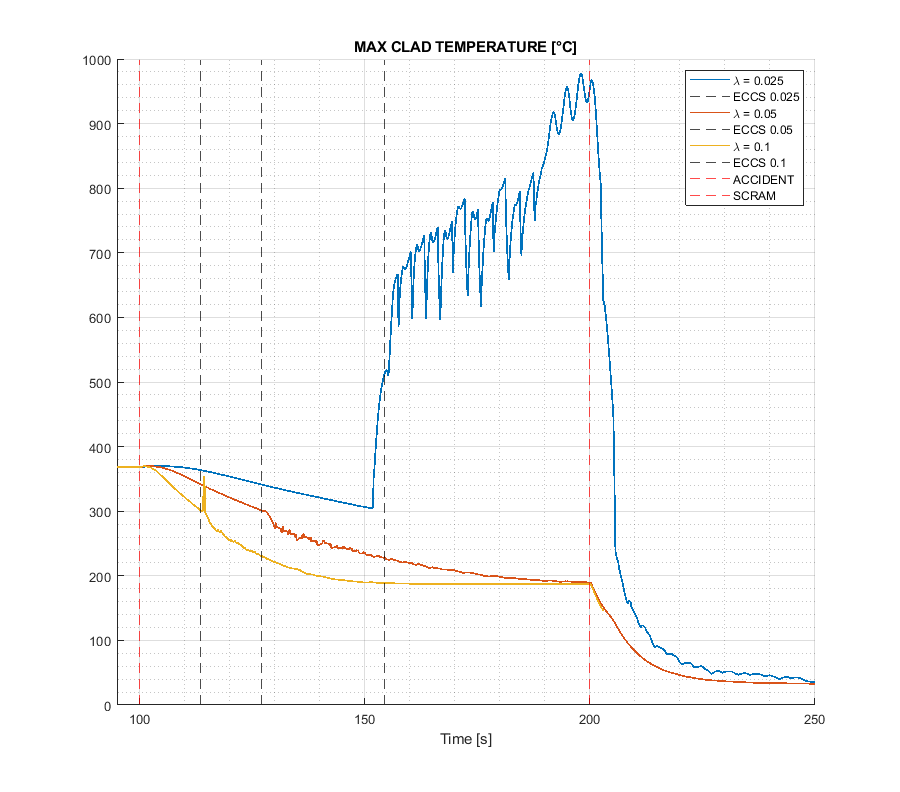 MAX CLAD TEMPERATURE [°C]
1000
900
800
700
600
500
400
300
200
100
0
100
150
200
250
Time [s]
λ = 0.025
ECCS 0.025
λ = 0.05
ECCS 0.05
λ = 0.1
ECCS 0.1
ACCIDENT
SCRAM